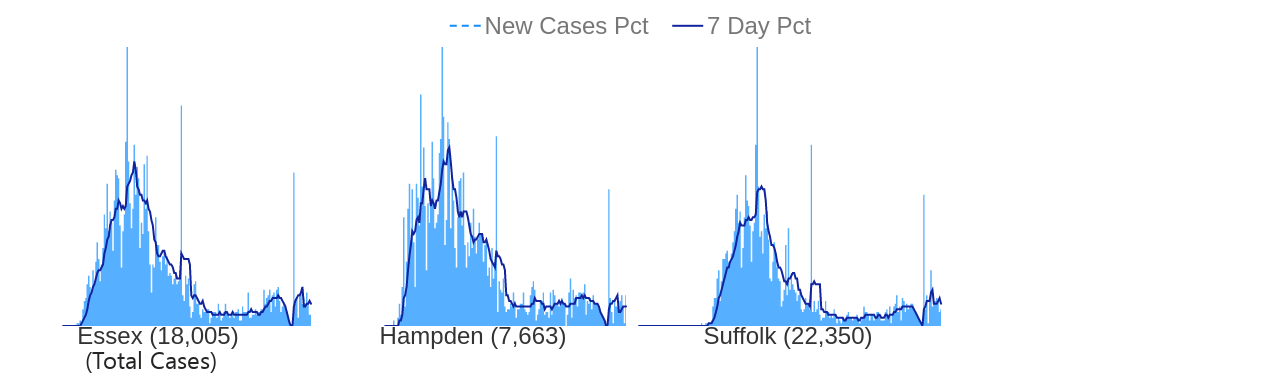 New Cases Pct 7 Day Pct
Essex (18,005) Hampden (7,663) Suffolk (22,350)
(Total Cases)